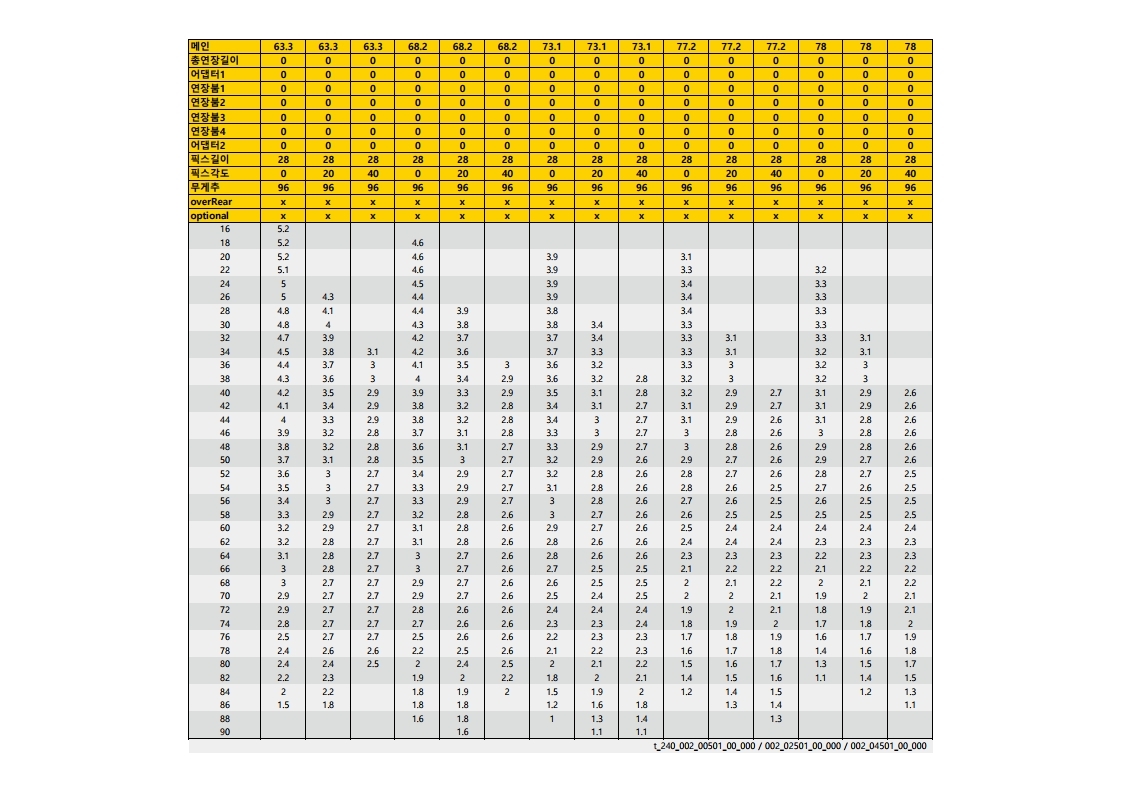 메인 63.3 63.3 63.3 68.2 68.2 68.2 73.1 73.1 73.1 77.2 77.2 77.2 78 78 78
총연장길이 0 0 0 0 0 0 0 0 0 0 0 0 0 0 0
어댑터1 0 0 0 0 0 0 0 0 0 0 0 0 0 0 0
연장붐1 0 0 0 0 0 0 0 0 0 0 0 0 0 0 0
연장붐2 0 0 0 0 0 0 0 0 0 0 0 0 0 0 0
연장붐3 0 0 0 0 0 0 0 0 0 0 0 0 0 0 0
연장붐4 0 0 0 0 0 0 0 0 0 0 0 0 0 0 0
어댑터2 0 0 0 0 0 0 0 0 0 0 0 0 0 0 0
픽스길이 28 28 28 28 28 28 28 28 28 28 28 28 28 28 28
픽스각도 0 20 40 0 20 40 0 20 40 0 20 40 0 20 40
무게추 96 96 96 96 96 96 96 96 96 96 96 96 96 96 96
overRear x x x x x x x x x x x x x x x
optional x x x x x x x x x x x x x x x
16 5.2
18 5.2 4.6
20 5.2 4.6 3.9 3.1
22 5.1 4.6 3.9 3.3 3.2
24 5 4.5 3.9 3.4 3.3
26 5 4.3 4.4 3.9 3.4 3.3
28 4.8 4.1 4.4 3.9 3.8 3.4 3.3
30 4.8 4 4.3 3.8 3.8 3.4 3.3 3.3
32 4.7 3.9 4.2 3.7 3.7 3.4 3.3 3.1 3.3 3.1
34 4.5 3.8 3.1 4.2 3.6 3.7 3.3 3.3 3.1 3.2 3.1
36 4.4 3.7 3 4.1 3.5 3 3.6 3.2 3.3 3 3.2 3
38 4.3 3.6 3 4 3.4 2.9 3.6 3.2 2.8 3.2 3 3.2 3
40 4.2 3.5 2.9 3.9 3.3 2.9 3.5 3.1 2.8 3.2 2.9 2.7 3.1 2.9 2.6
42 4.1 3.4 2.9 3.8 3.2 2.8 3.4 3.1 2.7 3.1 2.9 2.7 3.1 2.9 2.6
44 4 3.3 2.9 3.8 3.2 2.8 3.4 3 2.7 3.1 2.9 2.6 3.1 2.8 2.6
46 3.9 3.2 2.8 3.7 3.1 2.8 3.3 3 2.7 3 2.8 2.6 3 2.8 2.6
48 3.8 3.2 2.8 3.6 3.1 2.7 3.3 2.9 2.7 3 2.8 2.6 2.9 2.8 2.6
50 3.7 3.1 2.8 3.5 3 2.7 3.2 2.9 2.6 2.9 2.7 2.6 2.9 2.7 2.6
52 3.6 3 2.7 3.4 2.9 2.7 3.2 2.8 2.6 2.8 2.7 2.6 2.8 2.7 2.5
54 3.5 3 2.7 3.3 2.9 2.7 3.1 2.8 2.6 2.8 2.6 2.5 2.7 2.6 2.5
56 3.4 3 2.7 3.3 2.9 2.7 3 2.8 2.6 2.7 2.6 2.5 2.6 2.5 2.5
58 3.3 2.9 2.7 3.2 2.8 2.6 3 2.7 2.6 2.6 2.5 2.5 2.5 2.5 2.5
60 3.2 2.9 2.7 3.1 2.8 2.6 2.9 2.7 2.6 2.5 2.4 2.4 2.4 2.4 2.4
62 3.2 2.8 2.7 3.1 2.8 2.6 2.8 2.6 2.6 2.4 2.4 2.4 2.3 2.3 2.3
64 3.1 2.8 2.7 3 2.7 2.6 2.8 2.6 2.6 2.3 2.3 2.3 2.2 2.3 2.3
66 3 2.8 2.7 3 2.7 2.6 2.7 2.5 2.5 2.1 2.2 2.2 2.1 2.2 2.2
68 3 2.7 2.7 2.9 2.7 2.6 2.6 2.5 2.5 2 2.1 2.2 2 2.1 2.2
70 2.9 2.7 2.7 2.9 2.7 2.6 2.5 2.4 2.5 2 2 2.1 1.9 2 2.1
72 2.9 2.7 2.7 2.8 2.6 2.6 2.4 2.4 2.4 1.9 2 2.1 1.8 1.9 2.1
74 2.8 2.7 2.7 2.7 2.6 2.6 2.3 2.3 2.4 1.8 1.9 2 1.7 1.8 2
76 2.5 2.7 2.7 2.5 2.6 2.6 2.2 2.3 2.3 1.7 1.8 1.9 1.6 1.7 1.9
78 2.4 2.6 2.6 2.2 2.5 2.6 2.1 2.2 2.3 1.6 1.7 1.8 1.4 1.6 1.8
80 2.4 2.4 2.5 2 2.4 2.5 2 2.1 2.2 1.5 1.6 1.7 1.3 1.5 1.7
82 2.2 2.3 1.9 2 2.2 1.8 2 2.1 1.4 1.5 1.6 1.1 1.4 1.5
84 2 2.2 1.8 1.9 2 1.5 1.9 2 1.2 1.4 1.5 1.2 1.3
86 1.5 1.8 1.8 1.8 1.2 1.6 1.8 1.3 1.4 1.1
88 1.6 1.8 1 1.3 1.4 1.3
90 1.6 1.1 1.1
t_240_002_00501_00_000 / 002_02501_00_000 / 002_04501_00_000